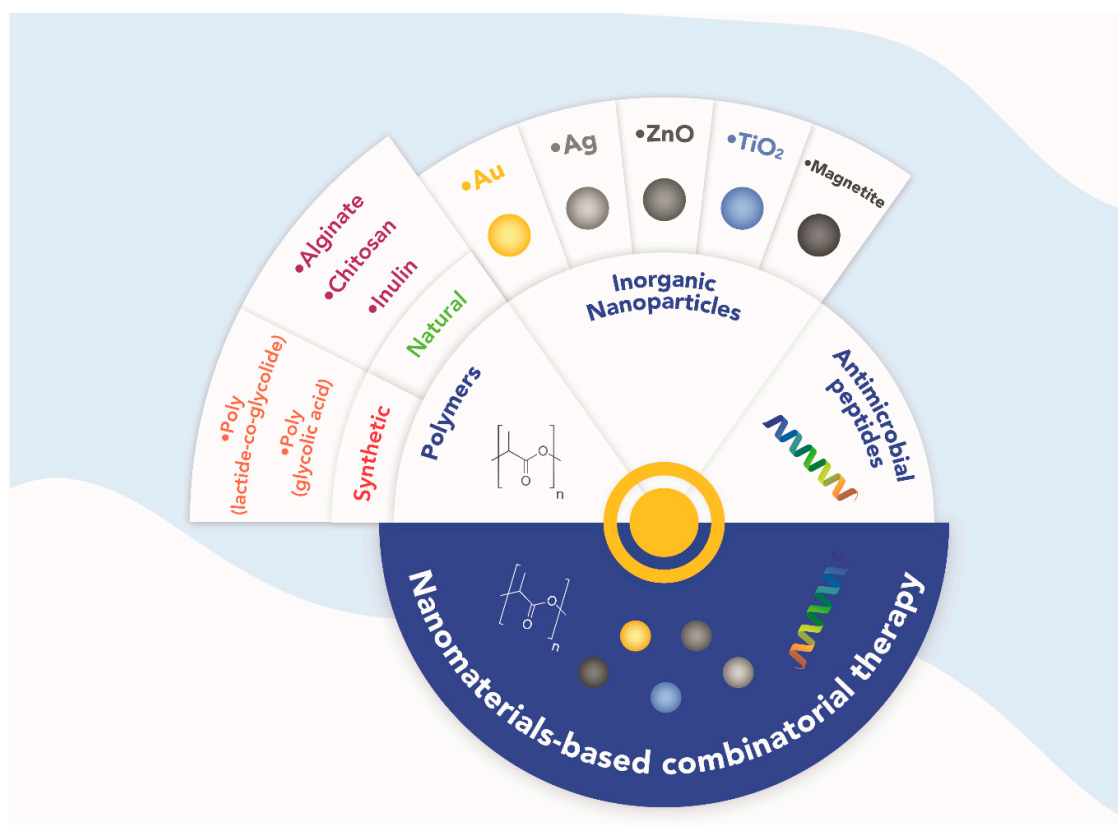 •Au
•Ag
•ZnO
•TiO₂
•Magnetite
•Alginate
•Chitosan
•Inulin
Natural
•Poly
(lactide-co-glycolide)
•Poly
(glycolic acid)
Synthetic
Polymers
Inorganic
Nanoparticles
Antimicrobial
peptides
O
O
n
O
O
n
Nanomaterials-based combinatorial therapy